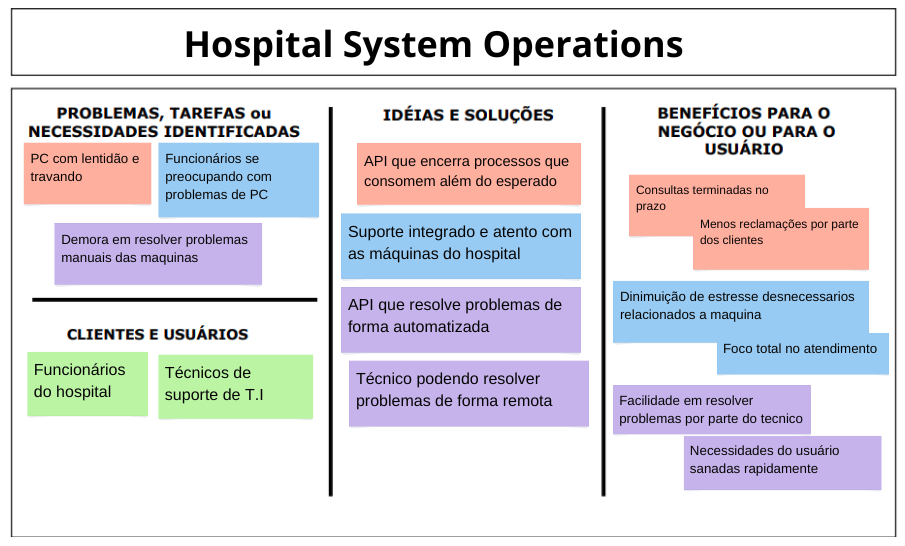 Hospital System Operations
PROBLEMAS, TAREFAS ou
NECESSIDADES IDENTIFICADAS
PC com lentidão e
travando
Funcionários se
preocupando com
problemas de PC
Demora em resolver problemas
manuais das maquinas
CLIENTES E USUÁRIOS
Funcionários
do hospital
Técnicos de
suporte de T.I
IDÉIAS E SOLUÇÕES
API que encerra processos que
consomem além do esperado
Suporte integrado e atento com
as máquinas do hospital
API que resolve problemas de
forma automatizada
Técnico podendo resolver
problemas de forma remota
BENEFÍCIOS PARA O
NEGÓCIO OU PARA O
USUÁRIO
Consultas terminadas no
prazo
Menos reclamações por parte
dos clientes
Dinimuição de estresse desnecessarios
relacionados a maquina
Foco total no atendimento
Facilidade em resolver
problemas por parte do tecnico
Necessidades do usuário
sanadas rapidamente